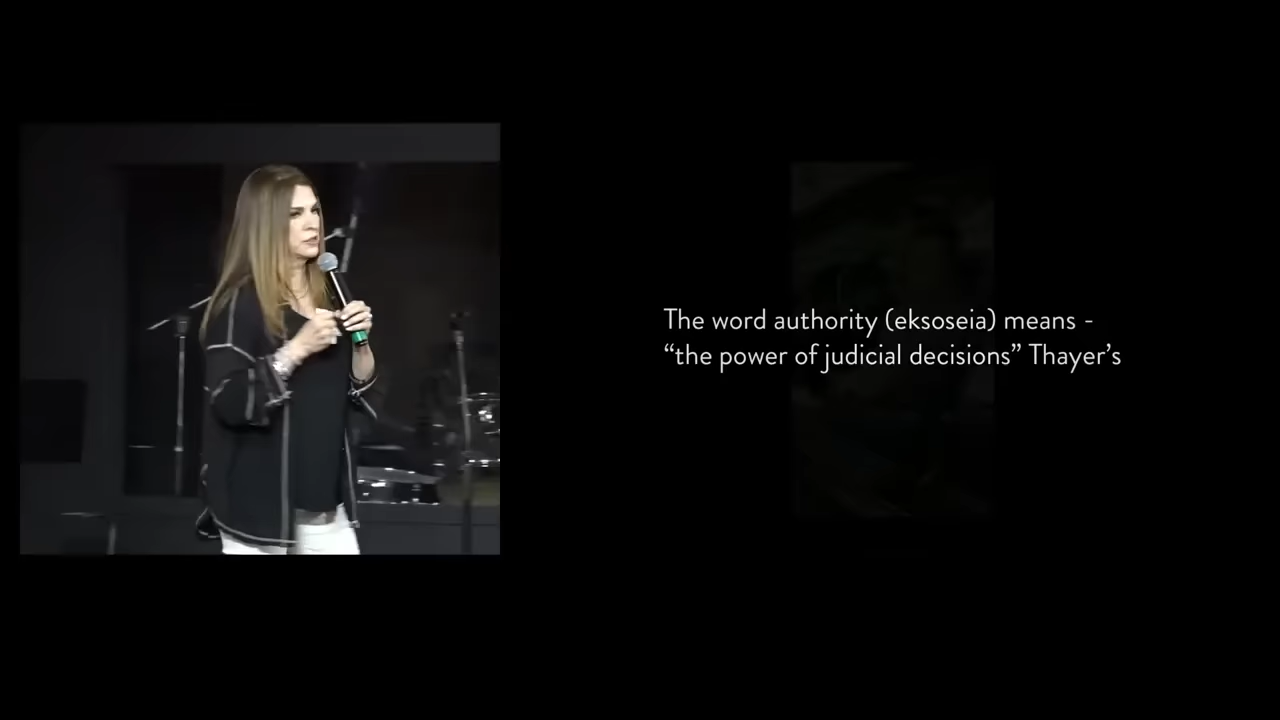 The word authority (eksoseia) means -
“the power of judicial decisions” Thayer’s